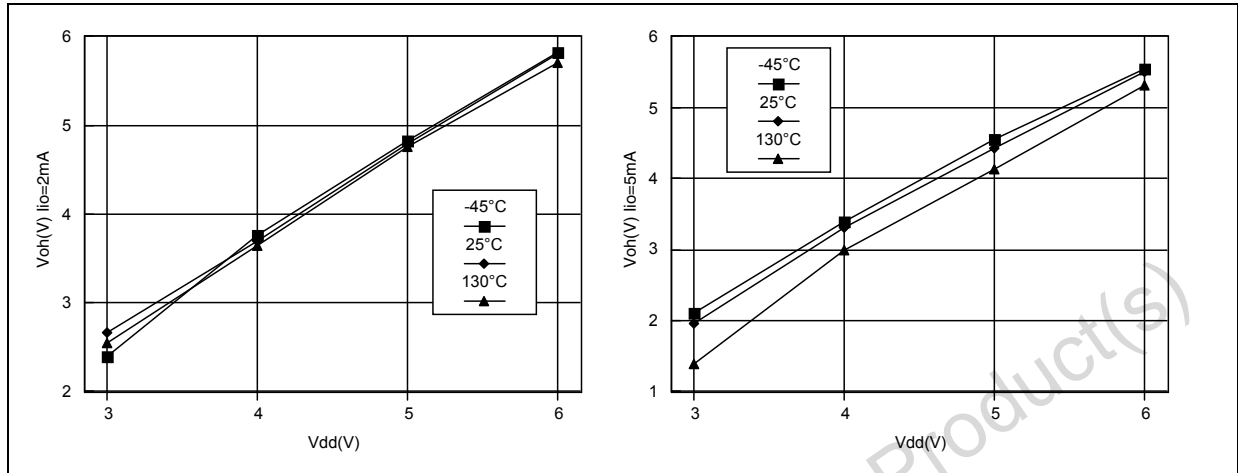 6
5
4
3
2
Voh(V) Iio=2mA
-45°C
25°C
130°C
3 4 5 6
Vdd(V)
6
5
4
3
2
1
Voh(V) Iio=5mA
-45°C
25°C
130°C
3 4 5 6
Vdd(V)
Product(s)